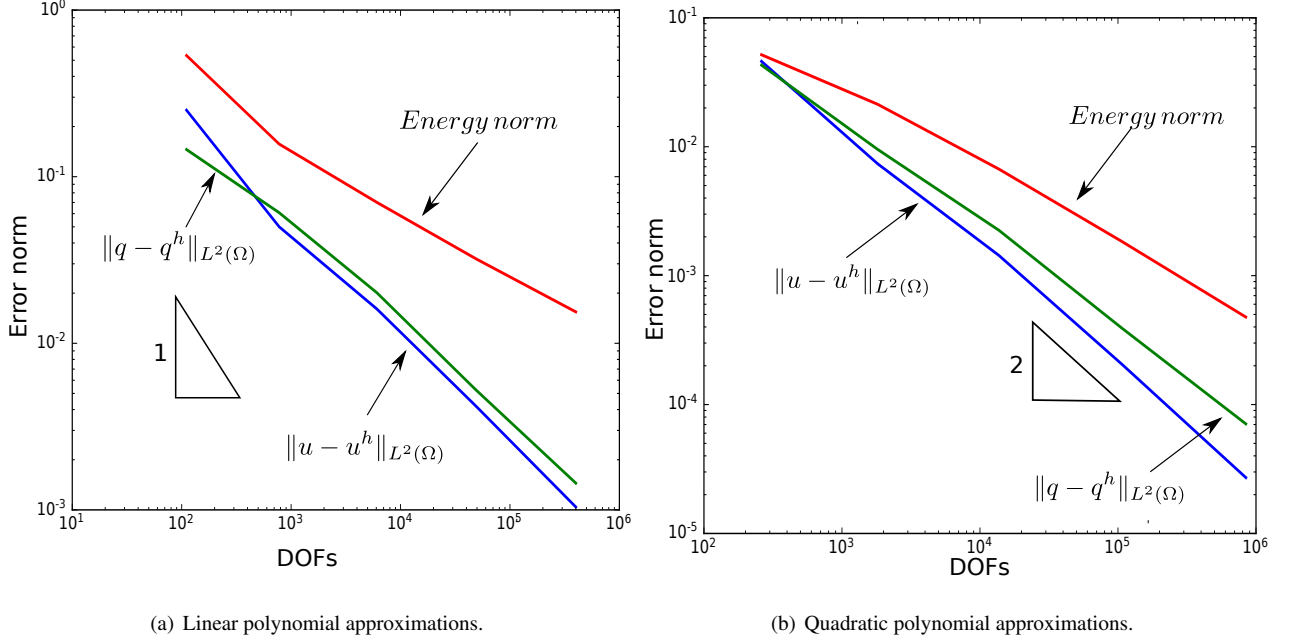 10^0
10^-1
10^-2
10^-3
10^1
10^2
10^3
10^4
10^5
10^6
Error norm
DOFs
Energy norm
‖q − q^h‖_{L^2(Ω)}
1
‖u − u^h‖_{L^2(Ω)}
(a) Linear polynomial approximations.
10^-1
10^-2
10^-3
10^-4
10^-5
10^2
10^3
10^4
10^5
10^6
Error norm
DOFs
Energy norm
‖u − u^h‖_{L^2(Ω)}
2
‖q − q^h‖_{L^2(Ω)}
(b) Quadratic polynomial approximations.